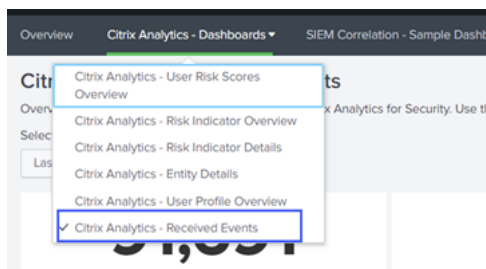 Overview Citrix Analytics - Dashboards ▾ SIEM Correlation - Sample Dashb
Citr ts
Citrix Analytics - User Risk Scores
Overview
Overv x Analytics for Security. Use th
Citrix Analytics - Risk Indicator Overview
Selec
Citrix Analytics - Risk Indicator Details
Las
Citrix Analytics - Entity Details
Citrix Analytics - User Profile Overview
✓ Citrix Analytics - Received Events